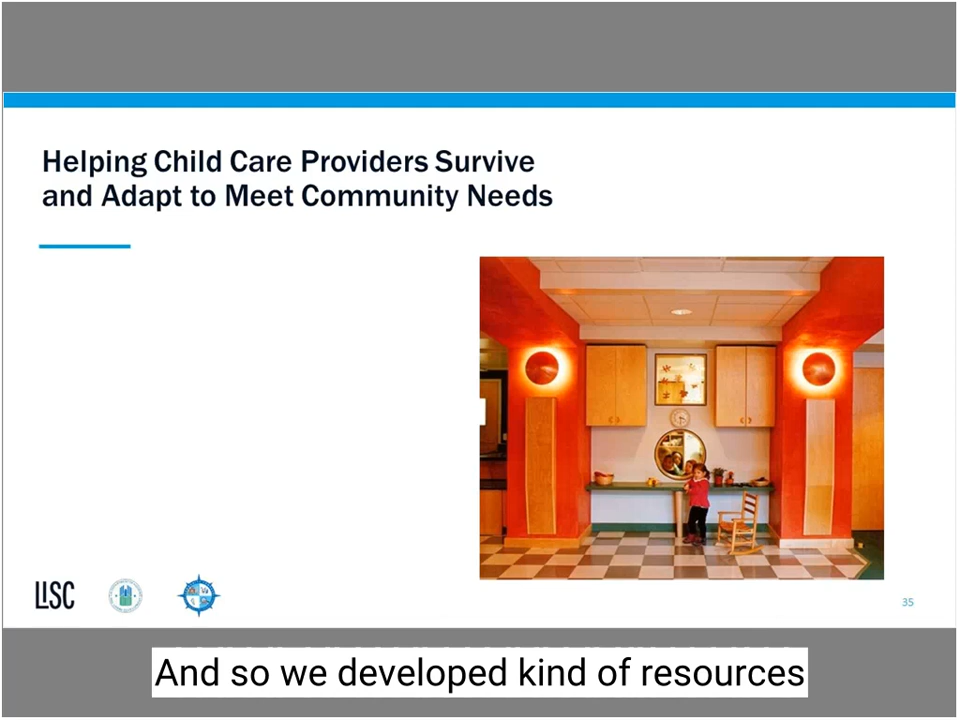 Helping Child Care Providers Survive
and Adapt to Meet Community Needs
LISC
35
And so we developed kind of resources